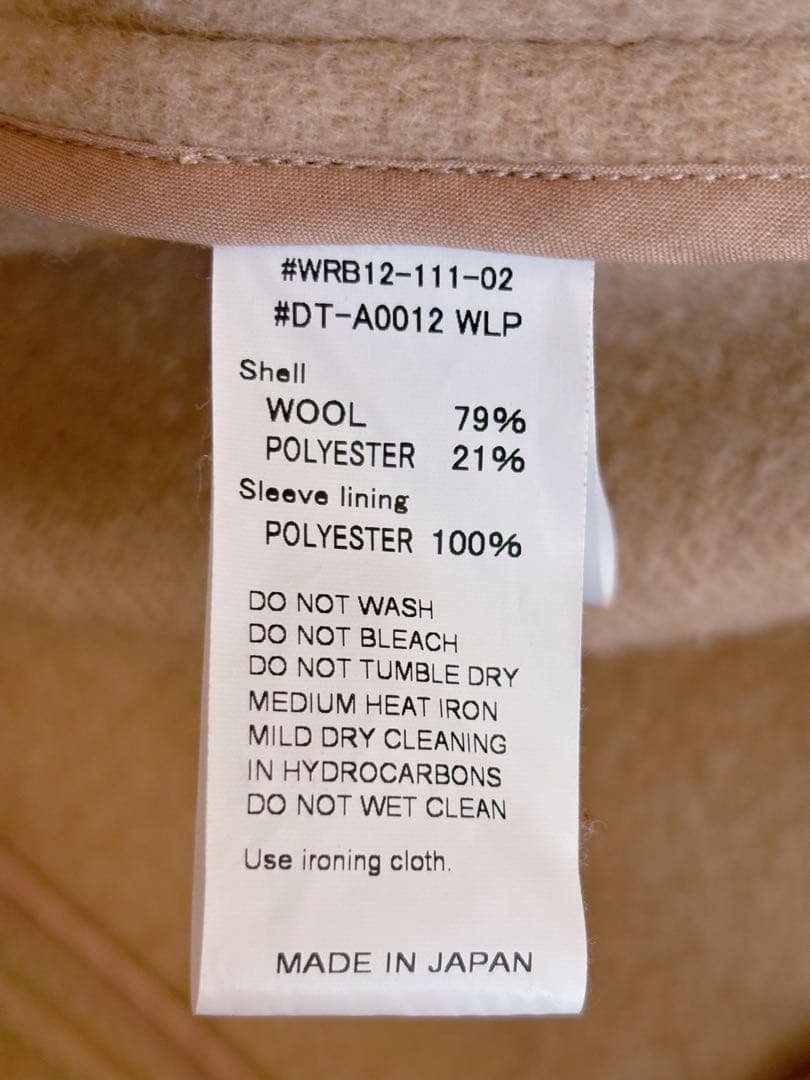 #WRB12-111-02
#DT-A0012 WLP
Shell
WOOL 79%
POLYESTER 21%
Sleeve lining
POLYESTER 100%
DO NOT WASH
DO NOT BLEACH
DO NOT TUMBLE DRY
MEDIUM HEAT IRON
MILD DRY CLEANING
IN HYDROCARBONS
DO NOT WET CLEAN
Use ironing cloth.
MADE IN JAPAN